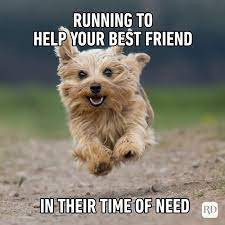 RUNNING TO
HELP YOUR BEST FRIEND
IN THEIR TIME OF NEED
RD